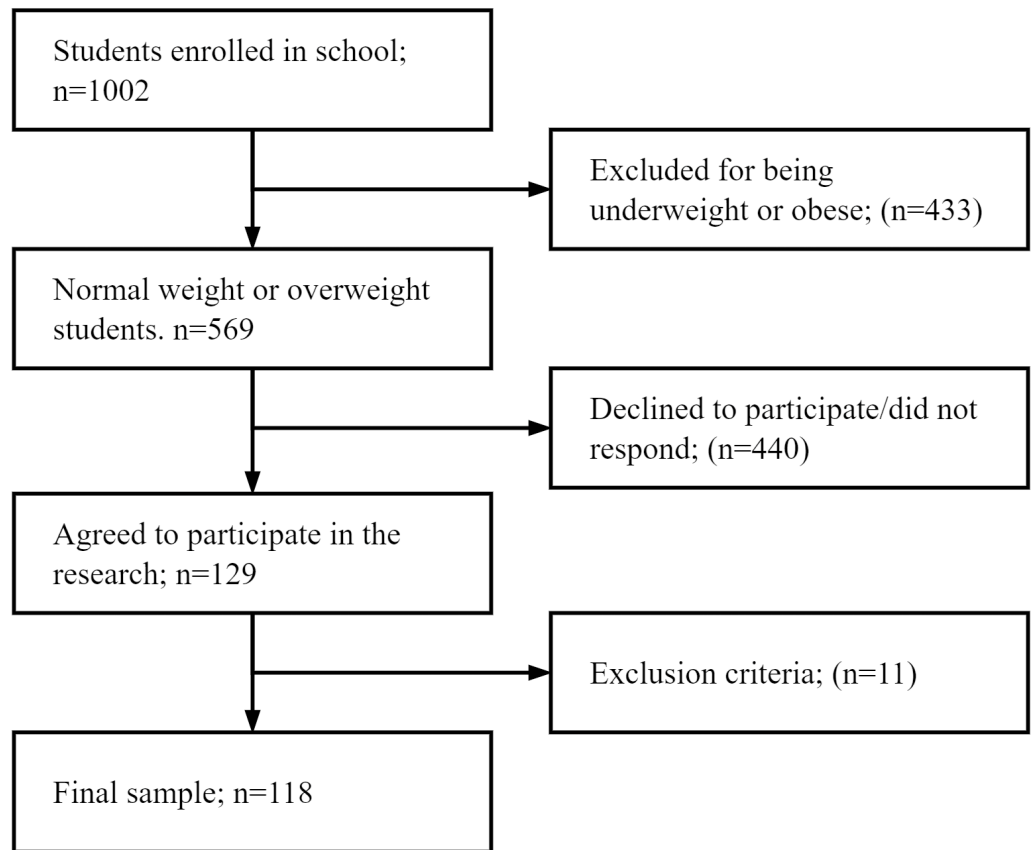 Students enrolled in school;
n=1002
Excluded for being
underweight or obese; (n=433)
Normal weight or overweight
students. n=569
Declined to participate/did not
respond; (n=440)
Agreed to participate in the
research; n=129
Exclusion criteria; (n=11)
Final sample; n=118